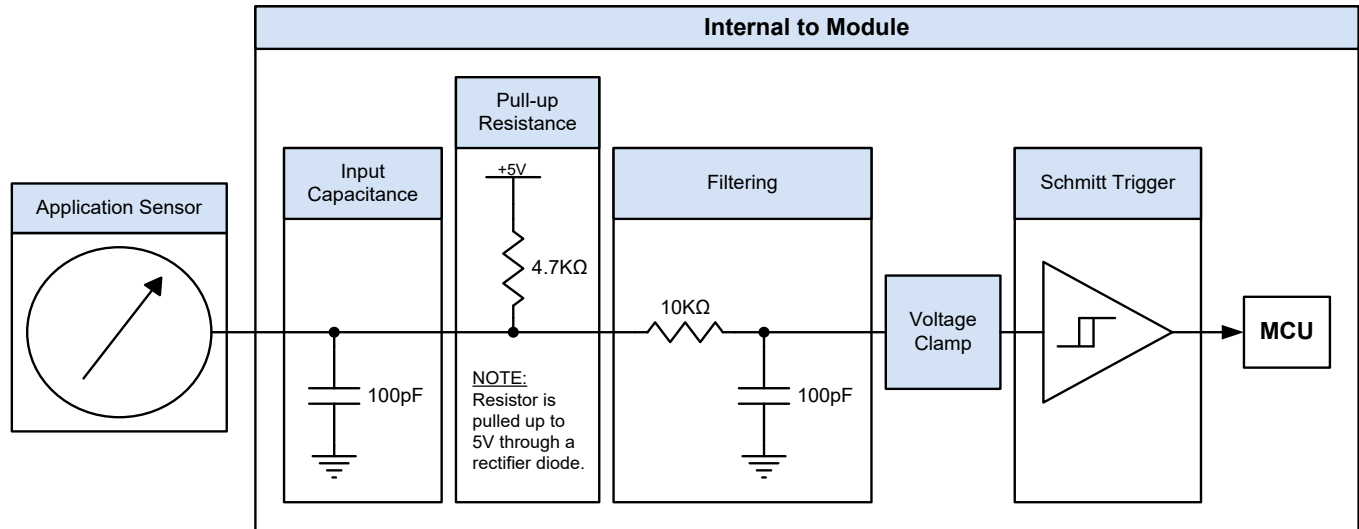 Internal to Module
Application Sensor
Input
Capacitance
100pF
Pull-up
Resistance
+5V
4.7KΩ
NOTE:
Resistor is
pulled up to
5V through a
rectifier diode.
Filtering
10KΩ
100pF
Voltage
Clamp
Schmitt Trigger
MCU